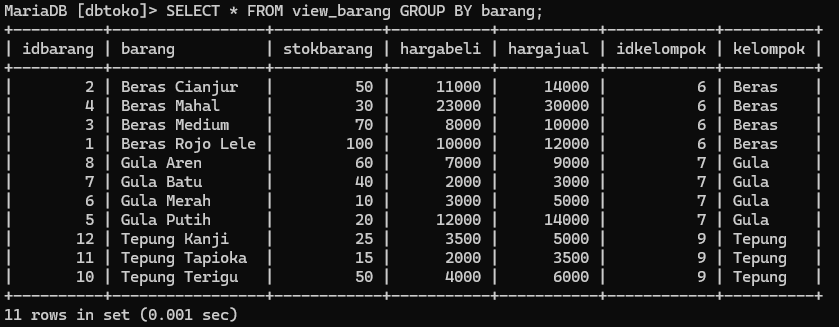 MariaDB [dbtoko]> SELECT * FROM view_barang GROUP BY barang;
+----------+-----------------+------------+-----------+-----------+------------+----------+
| idbarang | barang          | stokbarang | hargabeli | hargajual | idkelompok | kelompok |
+----------+-----------------+------------+-----------+-----------+------------+----------+
|        2 | Beras Cianjur   |         50 |     11000 |     14000 |          6 | Beras    |
|        4 | Beras Mahal     |         30 |     23000 |     30000 |          6 | Beras    |
|        3 | Beras Medium    |         70 |      8000 |     10000 |          6 | Beras    |
|        1 | Beras Rojo Lele |        100 |     10000 |     12000 |          6 | Beras    |
|        8 | Gula Aren       |         60 |      7000 |      9000 |          7 | Gula     |
|        7 | Gula Batu       |         40 |      2000 |      3000 |          7 | Gula     |
|        6 | Gula Merah      |         10 |      3000 |      5000 |          7 | Gula     |
|        5 | Gula Putih      |         20 |     12000 |     14000 |          7 | Gula     |
|       12 | Tepung Kanji    |         25 |      3500 |      5000 |          9 | Tepung   |
|       11 | Tepung Tapioka  |         15 |      2000 |      3500 |          9 | Tepung   |
|       10 | Tepung Terigu   |         50 |      4000 |      6000 |          9 | Tepung   |
+----------+-----------------+------------+-----------+-----------+------------+----------+
11 rows in set (0.001 sec)